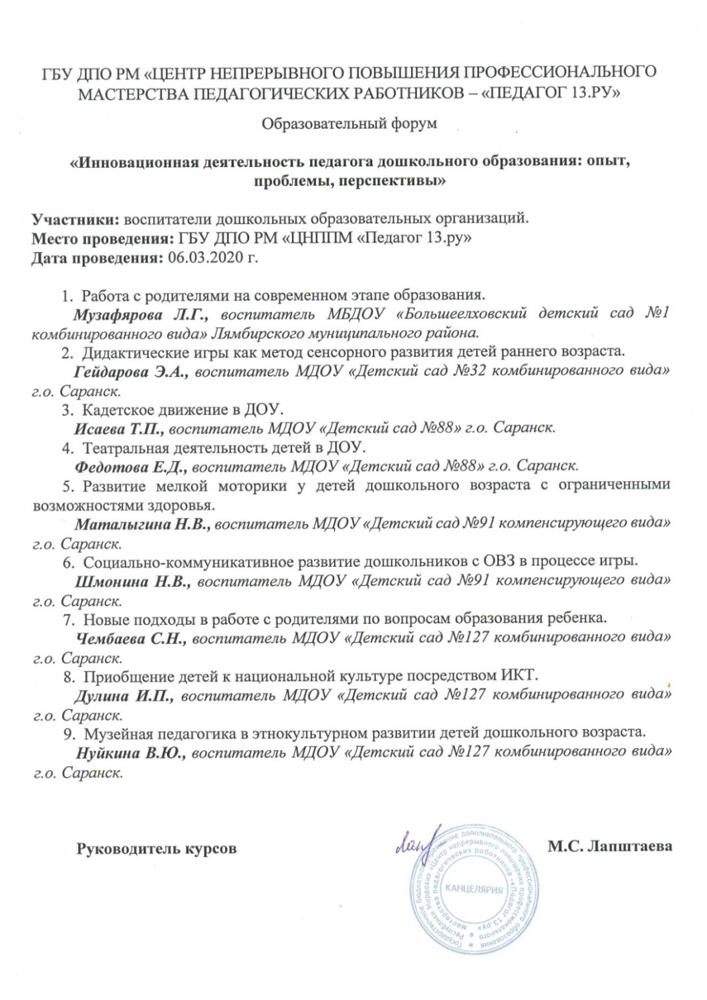 ГБУ ДПО РМ «ЦЕНТР НЕПРЕРЫВНОГО ПОВЫШЕНИЯ ПРОФЕССИОНАЛЬНОГО
МАСТЕРСТВА ПЕДАГОГИЧЕСКИХ РАБОТНИКОВ – «ПЕДАГОГ 13.РУ»
Образовательный форум
«Инновационная деятельность педагога дошкольного образования: опыт,
проблемы, перспективы»
Участники: воспитатели дошкольных образовательных организаций.
Место проведения: ГБУ ДПО РМ «ЦНППМ «Педагог 13.ру»
Дата проведения: 06.03.2020 г.
1. Работа с родителями на современном этапе образования.
Музафярова Л.Г., воспитатель МБДОУ «Большеелховский детский сад №1
комбинированного вида» Лямбирского муниципального района.
2. Дидактические игры как метод сенсорного развития детей раннего возраста.
Гейдарова Э.А., воспитатель МДОУ «Детский сад №32 комбинированного вида»
г.о. Саранск.
3. Кадетское движение в ДОУ.
Исаева Т.П., воспитатель МДОУ «Детский сад №88» г.о. Саранск.
4. Театральная деятельность детей в ДОУ.
Федотова Е.Д., воспитатель МДОУ «Детский сад №88» г.о. Саранск.
5. Развитие мелкой моторики у детей дошкольного возраста с ограниченными
возможностями здоровья.
Маталыгина Н.В., воспитатель МДОУ «Детский сад №91 компенсирующего вида»
г.о. Саранск.
6. Социально-коммуникативное развитие дошкольников с ОВЗ в процессе игры.
Шмонина Н.В., воспитатель МДОУ «Детский сад №91 компенсирующего вида»
г.о. Саранск.
7. Новые подходы в работе с родителями по вопросам образования ребенка.
Чембаева С.Н., воспитатель МДОУ «Детский сад №127 комбинированного вида»
г.о. Саранск.
8. Приобщение детей к национальной культуре посредством ИКТ.
Дулина И.П., воспитатель МДОУ «Детский сад №127 комбинированного вида»
г.о. Саранск.
9. Музейная педагогика в этнокультурном развитии детей дошкольного возраста.
Нуйкина В.Ю., воспитатель МДОУ «Детский сад №127 комбинированного вида»
г.о. Саранск.
Руководитель курсов
М.С. Лапштаева
Государственное бюджетное учреждение дополнительного профессионального образования
Республики Мордовия «Центр непрерывного повышения профессионального
мастерства педагогических работников - «Педагог 13.ру»
КАНЦЕЛЯРИЯ